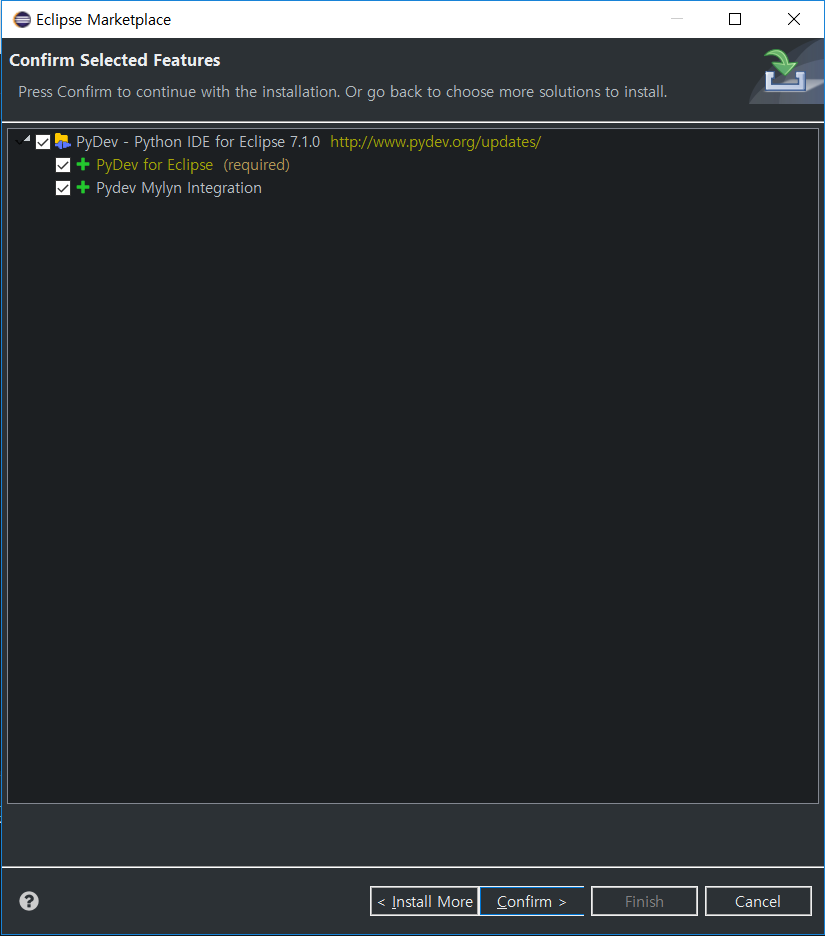 Eclipse Marketplace
Confirm Selected Features
Press Confirm to continue with the installation. Or go back to choose more solutions to install.
PyDev - Python IDE for Eclipse 7.1.0 http://www.pydev.org/updates/
PyDev for Eclipse (required)
Pydev Mylyn Integration
< Install More Confirm > Finish Cancel